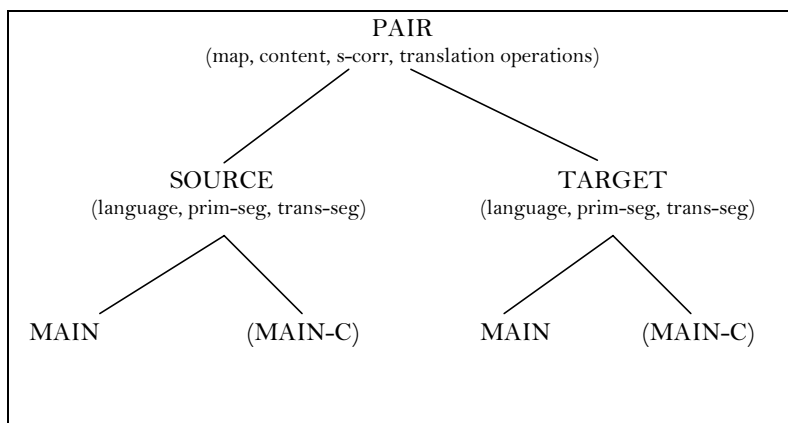 PAIR
(map, content, s-corr, translation operations)
SOURCE TARGET
(language, prim-seg, trans-seg) (language, prim-seg, trans-seg)
MAIN (MAIN-C) MAIN (MAIN-C)